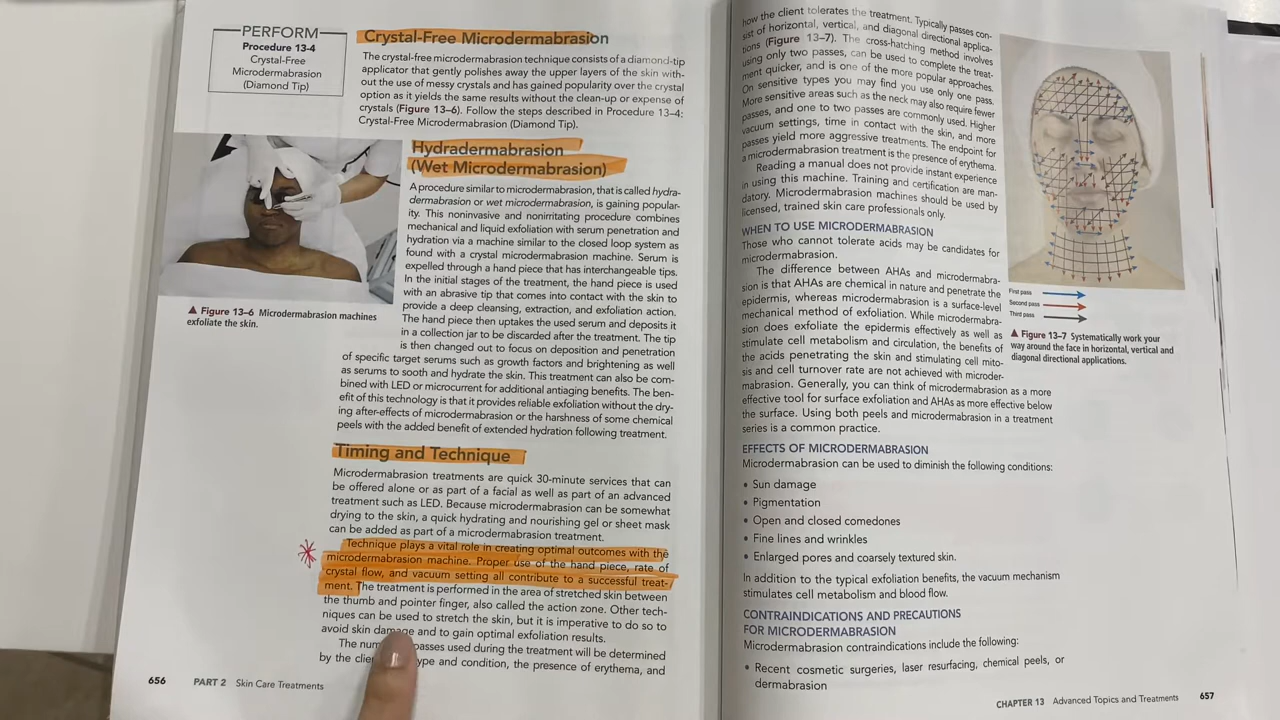 PERFORM
Procedure 13-4
Crystal-Free
Microdermabrasion
(Diamond Tip)
Crystal-Free Microdermabrasion
The crystal-free microdermabrasion technique consists of a diamond-tip
applicator that gently polishes away the upper layers of the skin with-
out the use of messy crystals and has gained popularity over the crystal
option as it yields the same results without the clean-up or expense of
crystals (Figure 13–6). Follow the steps described in Procedure 13–4:
Crystal-Free Microdermabrasion (Diamond Tip).
Hydradermabrasion
(Wet Microdermabrasion)
A procedure similar to microdermabrasion, that is called hydra-
dermabrasion or wet microdermabrasion, is gaining popular-
ity. This noninvasive and nonirritating procedure combines
mechanical and liquid exfoliation with serum penetration and
hydration via a machine similar to the closed loop system as
found with a crystal microdermabrasion machine. Serum is
expelled through a hand piece that has interchangeable tips.
In the initial stages of the treatment, the hand piece is used
with an abrasive tip that comes into contact with the skin to
provide a deep cleansing, extraction, and exfoliation action.
The hand piece then uptakes the used serum and deposits it
in a collection jar to be discarded after the treatment. The tip
is then changed out to focus on deposition and penetration
of specific target serums such as growth factors and brightening as well
as serums to sooth and hydrate the skin. This treatment can also be com-
bined with LED or microcurrent for additional antiaging benefits. The ben-
efit of this technology is that it provides reliable exfoliation without the dry-
ing after-effects of microdermabrasion or the harshness of some chemical
peels with the added benefit of extended hydration following treatment.
▲ Figure 13–6 Microdermabrasion machines
exfoliate the skin.
Timing and Technique
Microdermabrasion treatments are quick 30-minute services that can
be offered alone or as part of a facial as well as part of an advanced
treatment such as LED. Because microdermabrasion can be somewhat
drying to the skin, a quick hydrating and nourishing gel or sheet mask
can be added as part of a microdermabrasion treatment.
Technique plays a vital role in creating optimal outcomes with the
microdermabrasion machine. Proper use of the hand piece, rate of
crystal flow, and vacuum setting all contribute to a successful treat-
ment. The treatment is performed in the area of stretched skin between
the thumb and pointer finger, also called the action zone. Other tech-
niques can be used to stretch the skin, but it is imperative to do so to
avoid skin damage and to gain optimal exfoliation results.
The passes used during the treatment will be determined
by the and condition, the presence of erythema, and
656 PART 2 Skin Care Treatments
how the client tolerates the treatment. Typically passes con-
sist of horizontal, vertical, and diagonal directional applica-
tions (Figure 13–7). The cross-hatching method involves
using only two passes, can be used to complete the treat-
ment quicker, and is one of the more popular approaches.
On sensitive types you may find you use only one pass.
More sensitive areas such as the neck may also require fewer
passes, and one to two passes are commonly used. Higher
vacuum settings, time in contact with the skin, and more
passes yield more aggressive treatments. The endpoint for
a microdermabrasion treatment is the presence of erythema.
Reading a manual does not provide instant experience
in using this machine. Training and certification are man-
datory. Microdermabrasion machines should be used by
licensed, trained skin care professionals only.
WHEN TO USE MICRODERMABRASION
Those who cannot tolerate acids may be candidates for
microdermabrasion.
The difference between AHAs and microdermabra-
sion is that AHAs are chemical in nature and penetrate the
epidermis, whereas microdermabrasion is a surface-level
mechanical method of exfoliation. While microdermabra-
sion does exfoliate the epidermis effectively as well as
stimulate cell metabolism and circulation, the benefits of
the acids penetrating the skin and stimulating cell mito-
sis and cell turnover rate are not achieved with microder-
mabrasion. Generally, you can think of microdermabrasion as a more
effective tool for surface exfoliation and AHAs as more effective below
the surface. Using both peels and microdermabrasion in a treatment
series is a common practice.
First pass
Second pass
Third pass
▲ Figure 13–7 Systematically work your
way around the face in horizontal, vertical and
diagonal directional applications.
EFFECTS OF MICRODERMABRASION
Microdermabrasion can be used to diminish the following conditions:
• Sun damage
• Pigmentation
• Open and closed comedones
• Fine lines and wrinkles
• Enlarged pores and coarsely textured skin.
In addition to the typical exfoliation benefits, the vacuum mechanism
stimulates cell metabolism and blood flow.
CONTRAINDICATIONS AND PRECAUTIONS
FOR MICRODERMABRASION
Microdermabrasion contraindications include the following:
• Recent cosmetic surgeries, laser resurfacing, chemical peels, or
dermabrasion
CHAPTER 13 Advanced Topics and Treatments 657